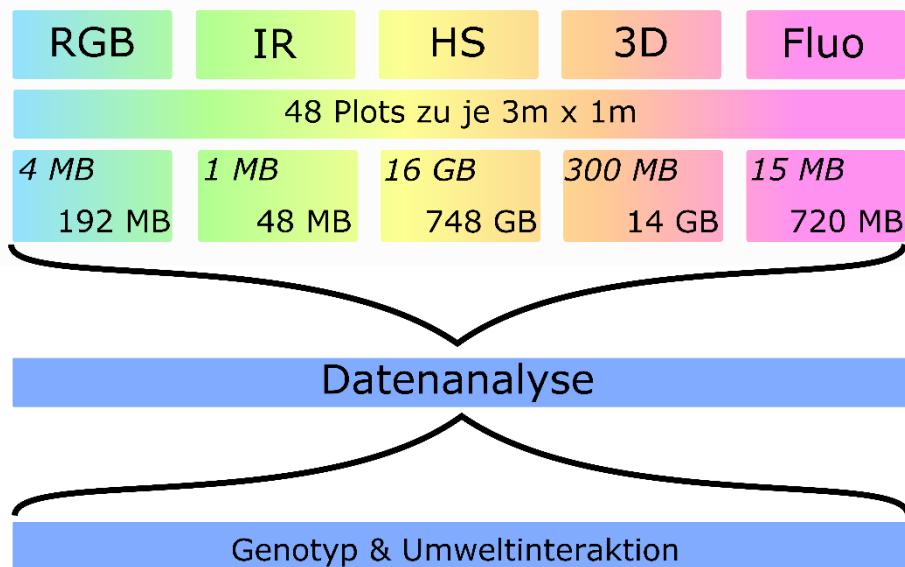 RGB IR HS 3D Fluo
48 Plots zu je 3m x 1m
4 MB 1 MB 16 GB 300 MB 15 MB
192 MB 48 MB 748 GB 14 GB 720 MB
Datenanalyse
Genotyp & Umweltinteraktion